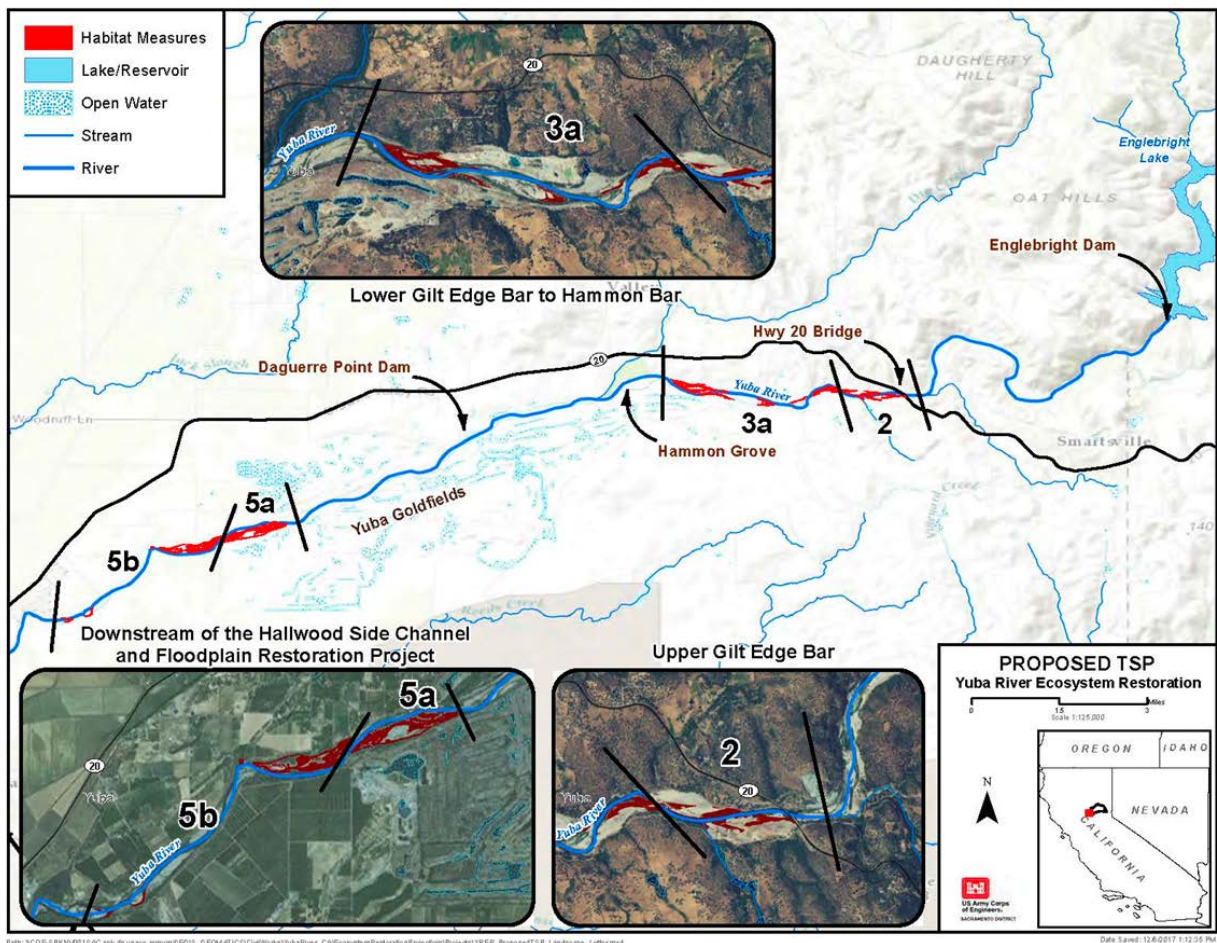 Habitat Measures
Lake/Reservoir
Open Water
Stream
River
20
3a
Yuba River
Lower Gilt Edge Bar to Hammon Bar
DAUGHERTY
HILL
Englebright
Lake
OAT HILLS
Englebright Dam
Hwy 20 Bridge
Daguerre Point Dam
20
Yuba River
3a
2
Hammon Grove
Smartsville
Woodruff Ln
5a
Yuba Goldfields
5b
Reeds Creek
Downstream of the Hallwood Side Channel
and Floodplain Restoration Project
5a
20
5b
Yuba River
Upper Gilt Edge Bar
2
20
Yuba River
PROPOSED TSP
Yuba River Ecosystem Restoration
Miles
0
1.5
3
Scale 1:125,000
N
OREGON
IDAHO
NEVADA
CALIFORNIA
US Army Corps
of Engineers.
SACRAMENTO DISTRICT
Date Saved: 12/6/2017 1:12:35 PM